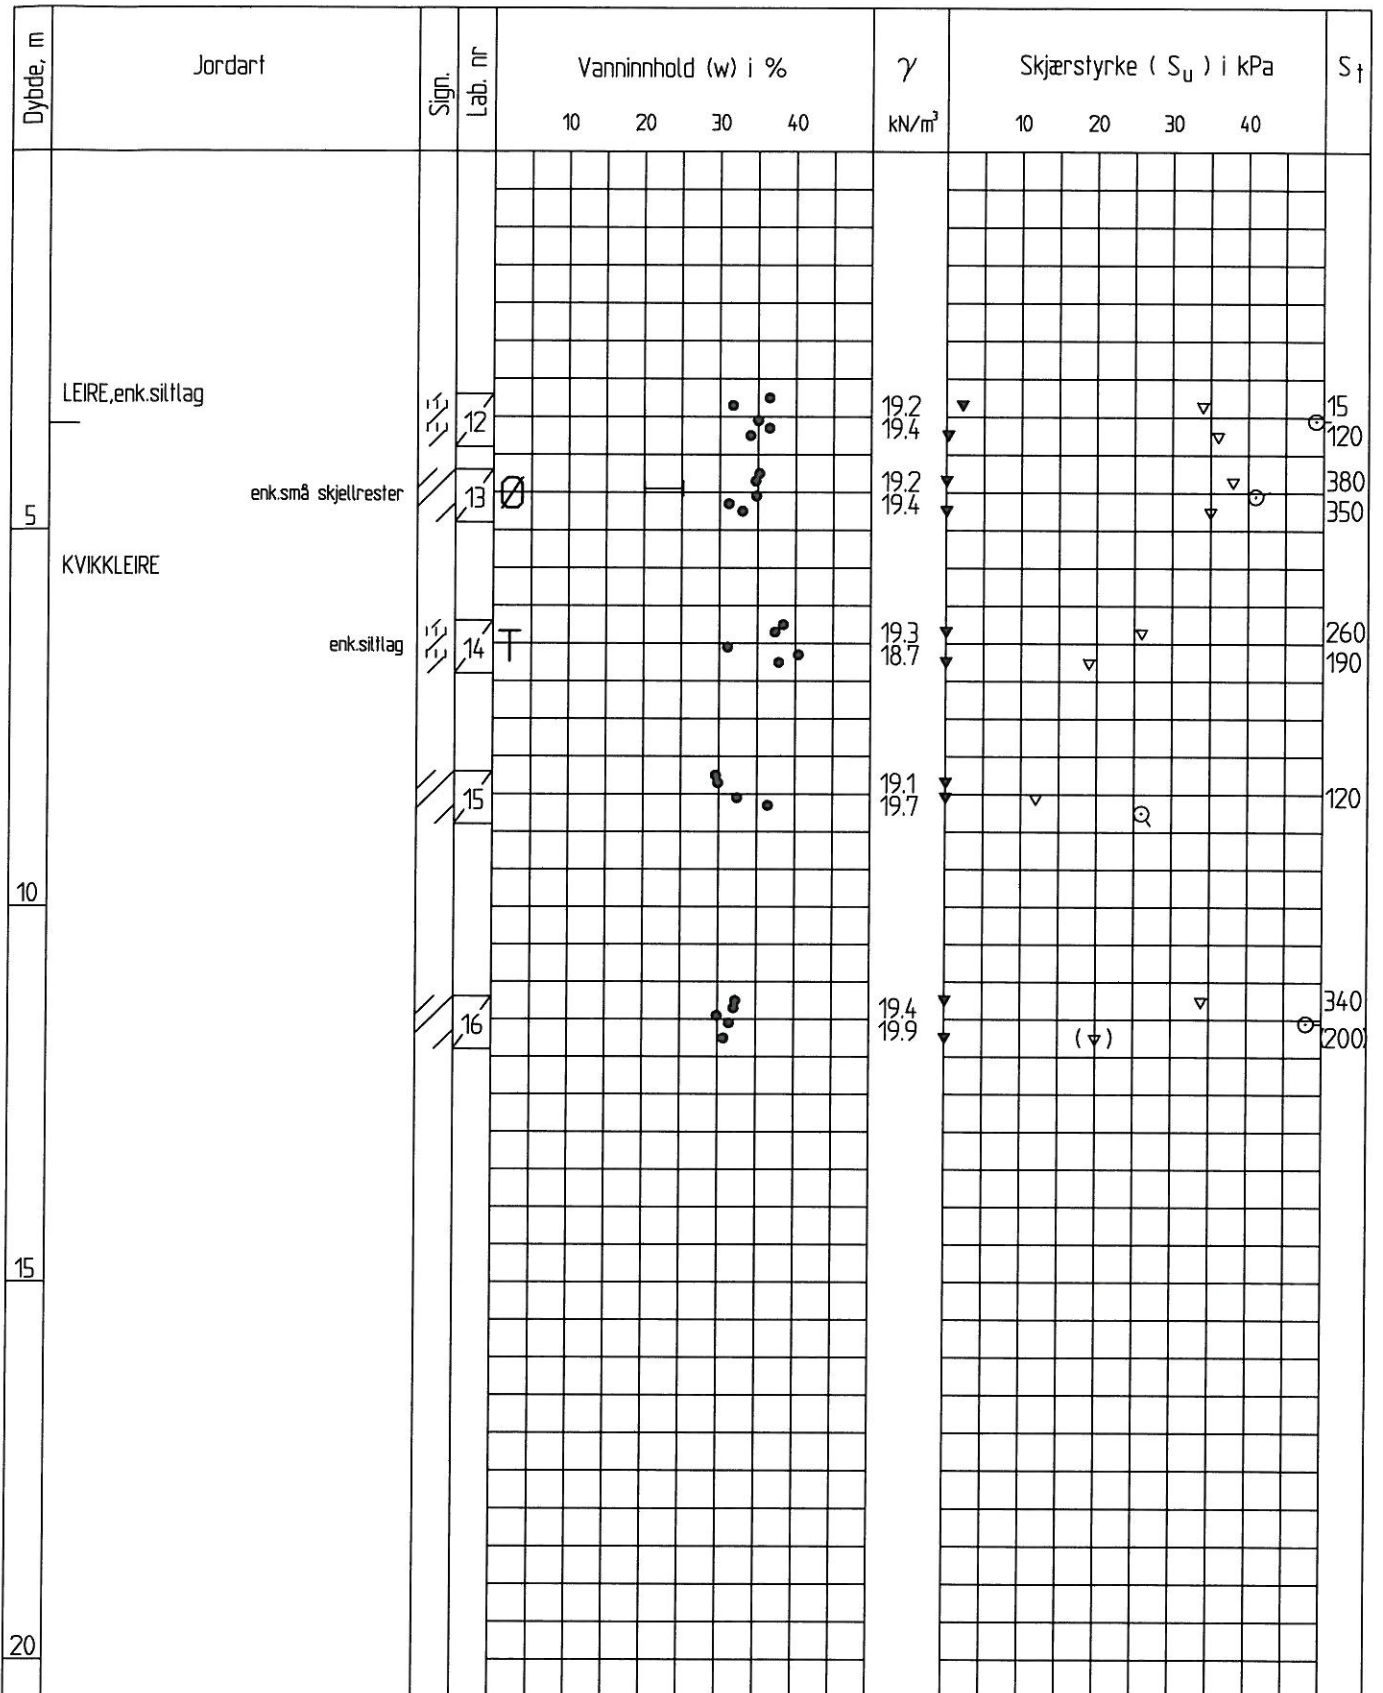 Dybde, m
Jordart
Sign.
Lab. nr
Vanninnhold (w) i %
γ
Skjærstyrke ( Su ) i kPa
St
10 20 30 40
kN/m³
10 20 30 40
LEIRE,enk.siltlag
12
19.2
15
19.4
120
enk.små skjellrester
13
Ø
19.2
380
19.4
350
5
KVIKKLEIRE
enk.siltlag
14
T
19.3
260
18.7
190
15
19.1
19.7
120
10
16
19.4
340
19.9
( )
(200)
15
20